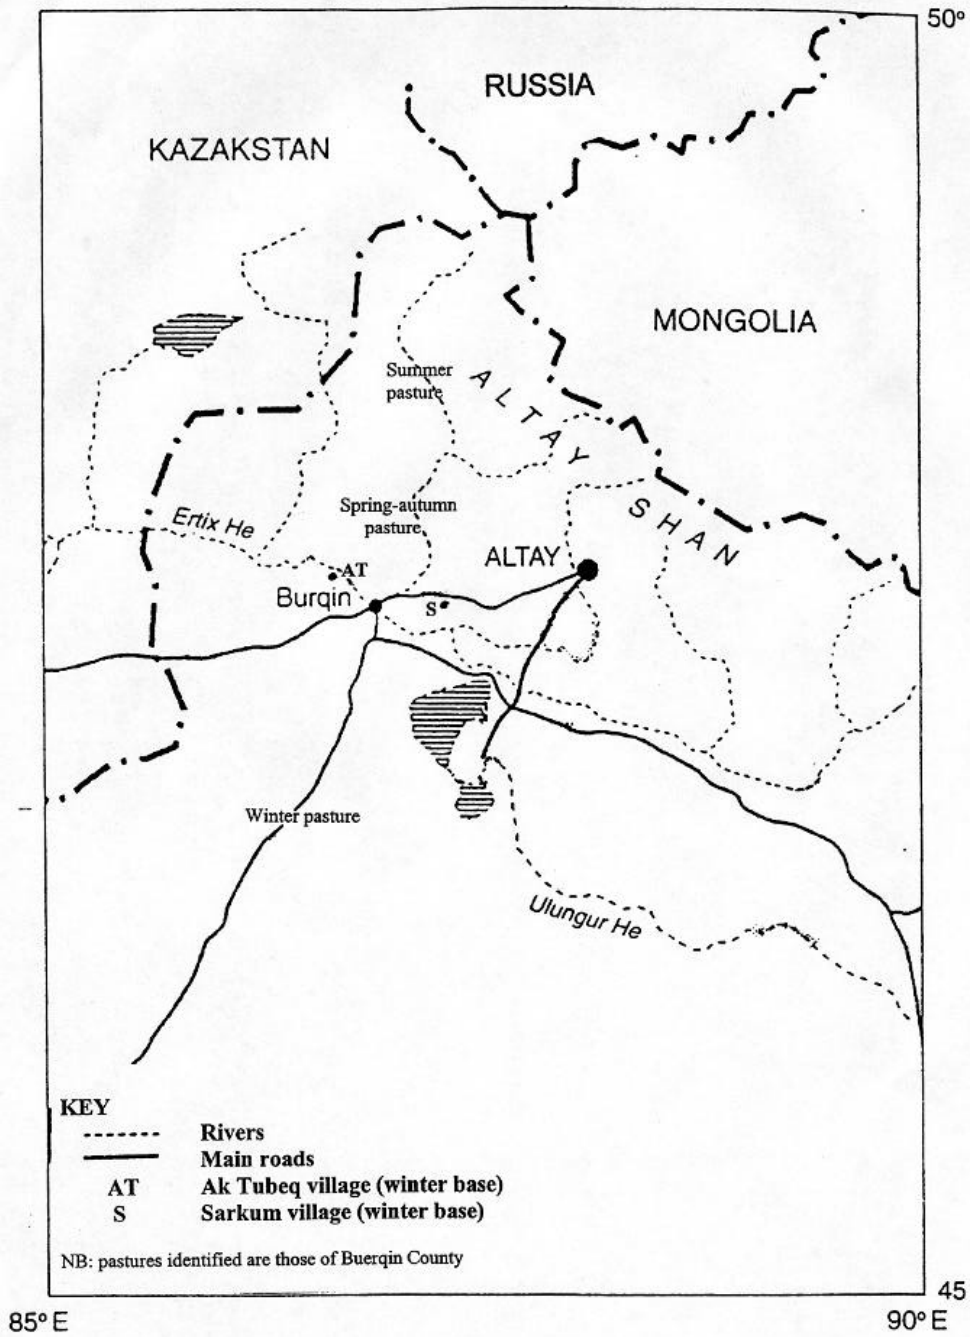 50°
RUSSIA
KAZAKSTAN
MONGOLIA
Summer
pasture
ALTAY
SHAN
Spring-autumn
pasture
Ertix He
ALTAY
AT
Burqin
S
Winter pasture
Ulungur He
KEY
Rivers
Main roads
AT Ak Tubeq village (winter base)
S Sarkum village (winter base)
NB: pastures identified are those of Buerqin County
45
85° E
90° E